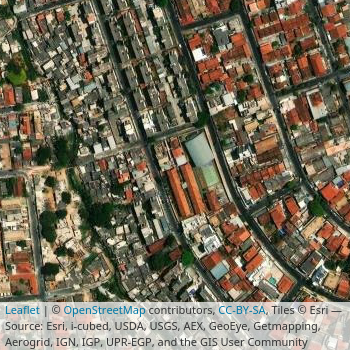 Leaflet | © OpenStreetMap contributors, CC-BY-SA, Tiles © Esri —
Source: Esri, i-cubed, USDA, USGS, AEX, GeoEye, Getmapping,
Aerogrid, IGN, IGP, UPR-EGP, and the GIS User Community